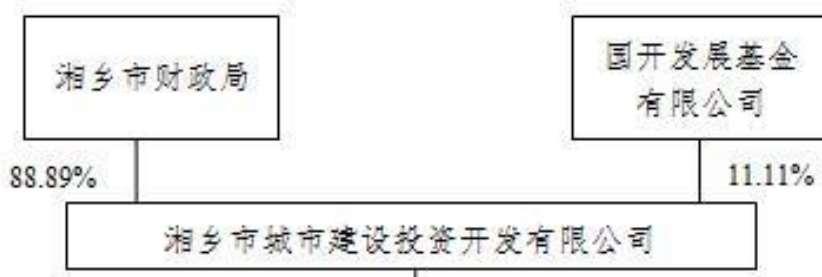 湘乡市财政局
国开发展基金
有限公司
88.89%
11.11%
湘乡市城市建设投资开发有限公司